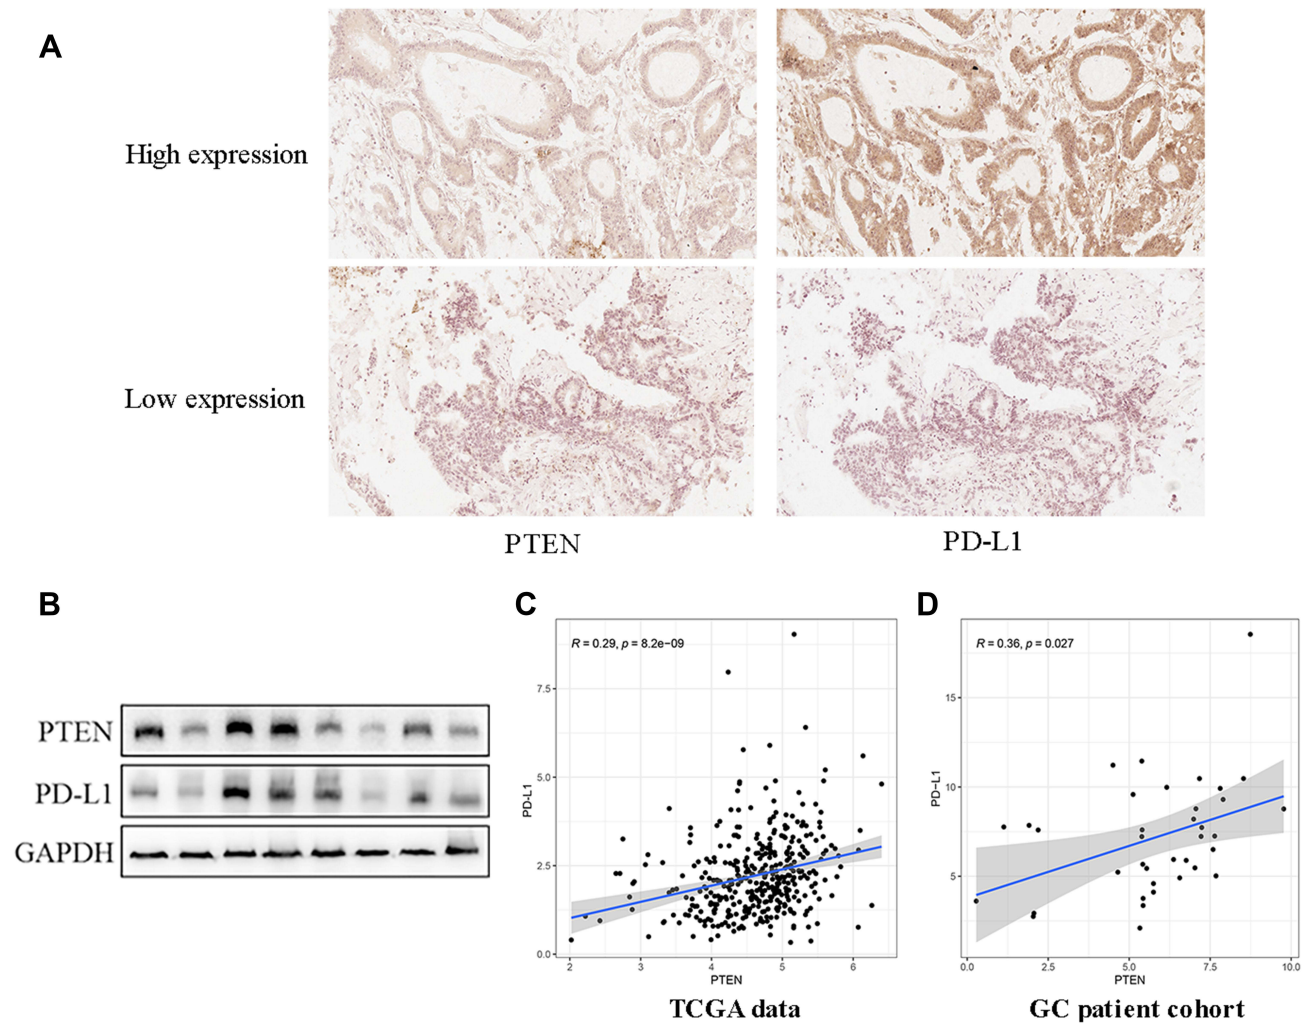 A
High expression
Low expression
PTEN
PD-L1
B
PTEN
PD-L1
GAPDH
C
R = 0.29, p = 8.2e−09
PD-L1
7.5
5.0
2.5
0.0
2 3 4 5 6
PTEN
TCGA data
D
R = 0.36, p = 0.027
PD−L1
15
10
5
0.0 2.5 5.0 7.5 10.0
PTEN
GC patient cohort